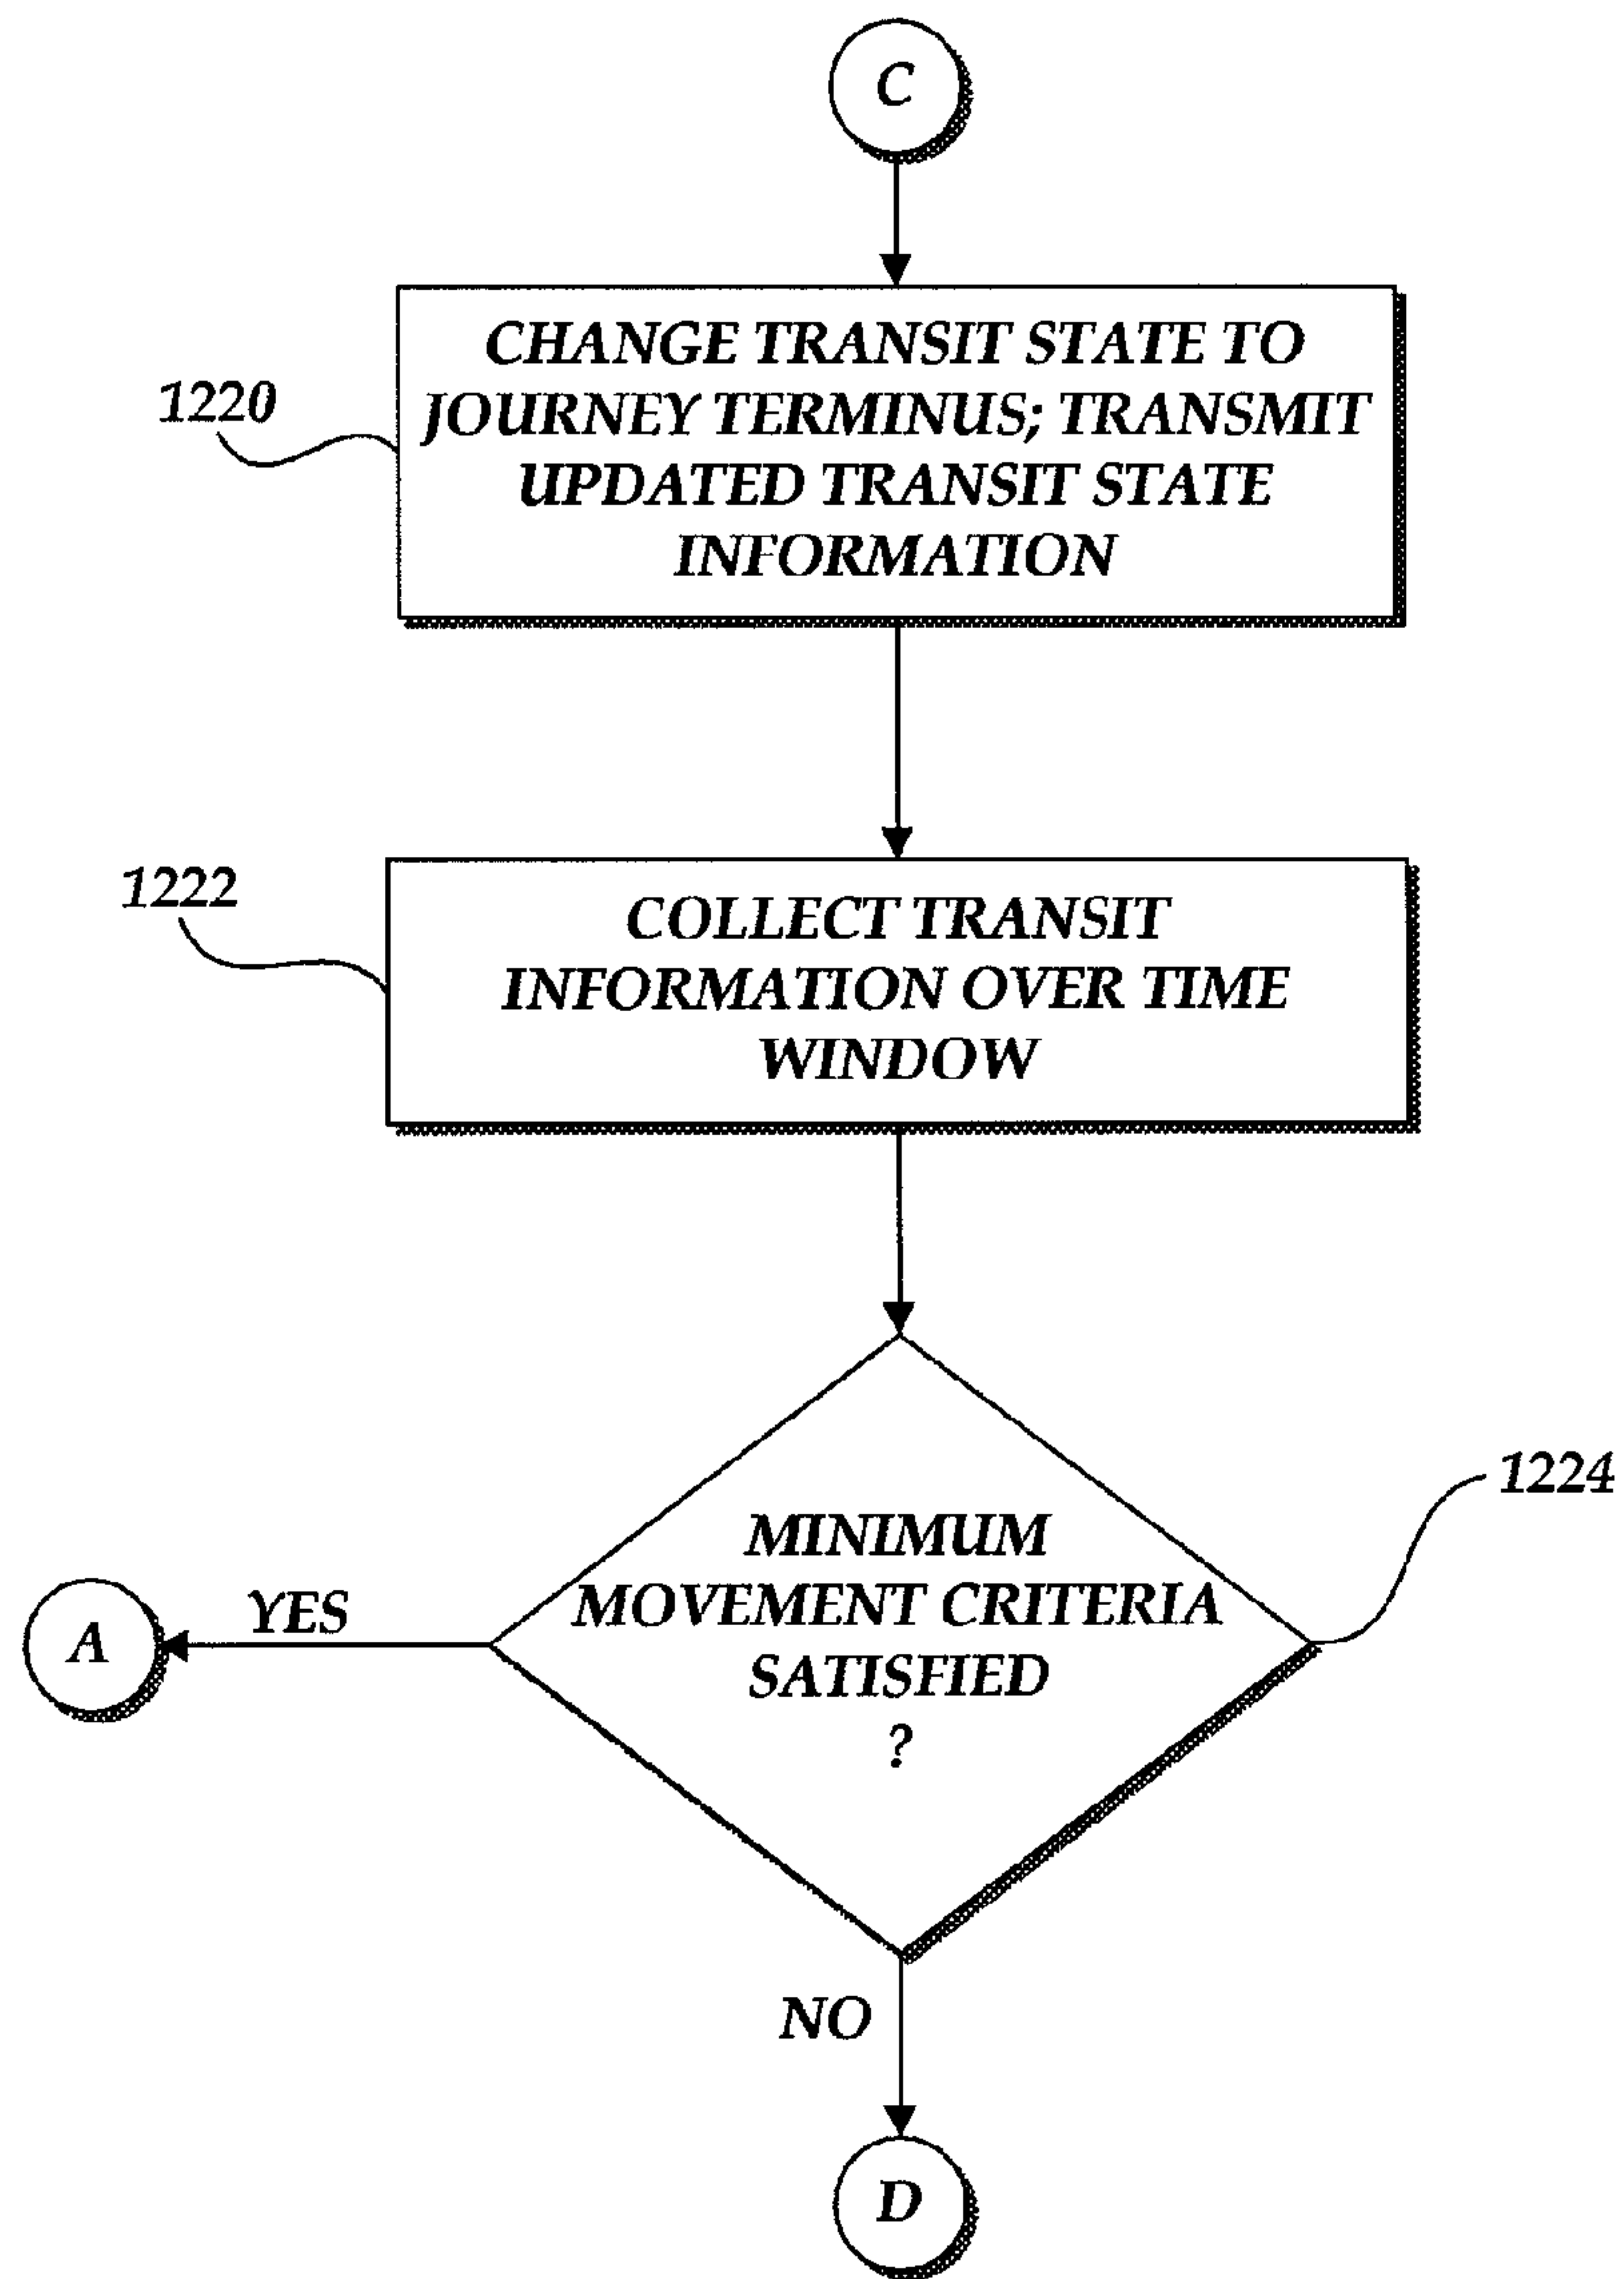 C
1220
CHANGE TRANSIT STATE TO
JOURNEY TERMINUS; TRANSMIT
UPDATED TRANSIT STATE
INFORMATION
1222
COLLECT TRANSIT
INFORMATION OVER TIME
WINDOW
1224
MINIMUM
MOVEMENT CRITERIA
SATISFIED
?
YES
A
NO
D